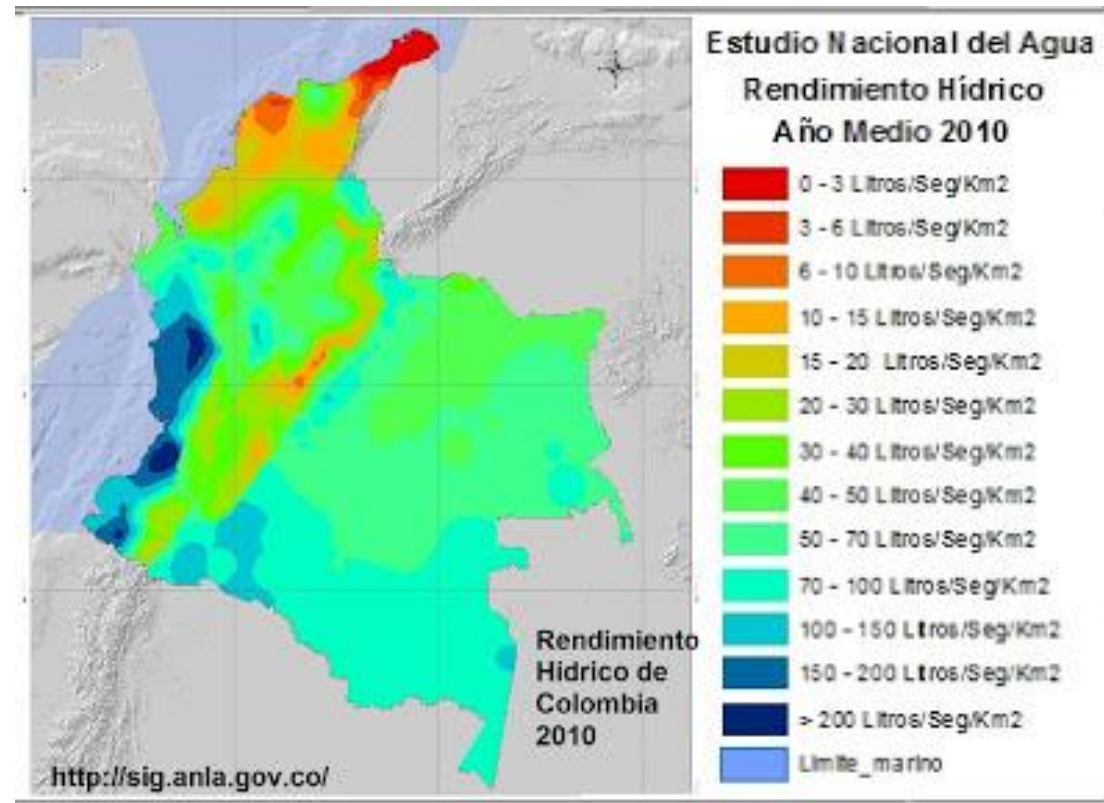 Estudio Nacional del Agua
Rendimiento Hídrico
Año Medio 2010
0 - 3 Litros/Seg/Km2
3 - 6 Litros/Seg/Km2
6 - 10 Litros/Seg/Km2
10 - 15 Litros/Seg/Km2
15 - 20 Litros/Seg/Km2
20 - 30 Litros/Seg/Km2
30 - 40 Litros/Seg/Km2
40 - 50 Litros/Seg/Km2
50 - 70 Litros/Seg/Km2
70 - 100 Litros/Seg/Km2
100 - 150 Litros/Seg/Km2
150 - 200 Litros/Seg/Km2
> 200 Litros/Seg/Km2
Limite_marino
Rendimiento
Hidrico de
Colombia
2010
http://sig.anla.gov.co/